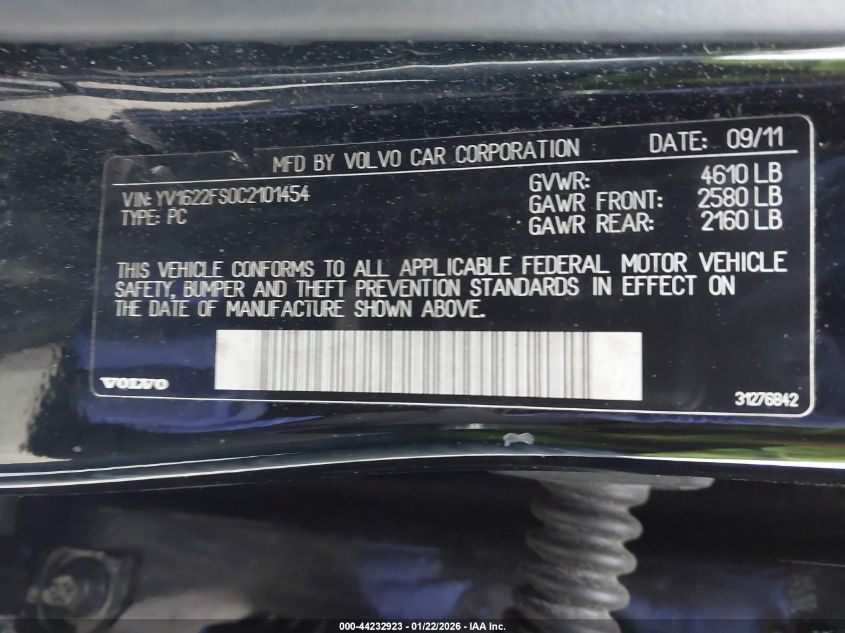 MFD BY VOLVO CAR CORPORATION DATE: 09/11
VIN: YV1622FS0C2101454
TYPE: PC
GVWR: 4610 LB
GAWR FRONT: 2580 LB
GAWR REAR: 2160 LB
THIS VEHICLE CONFORMS TO ALL APPLICABLE FEDERAL MOTOR VEHICLE
SAFETY, BUMPER AND THEFT PREVENTION STANDARDS IN EFFECT ON
THE DATE OF MANUFACTURE SHOWN ABOVE.
VOLVO
31276842
000-44232923 - 01/22/2026 - IAA Inc.